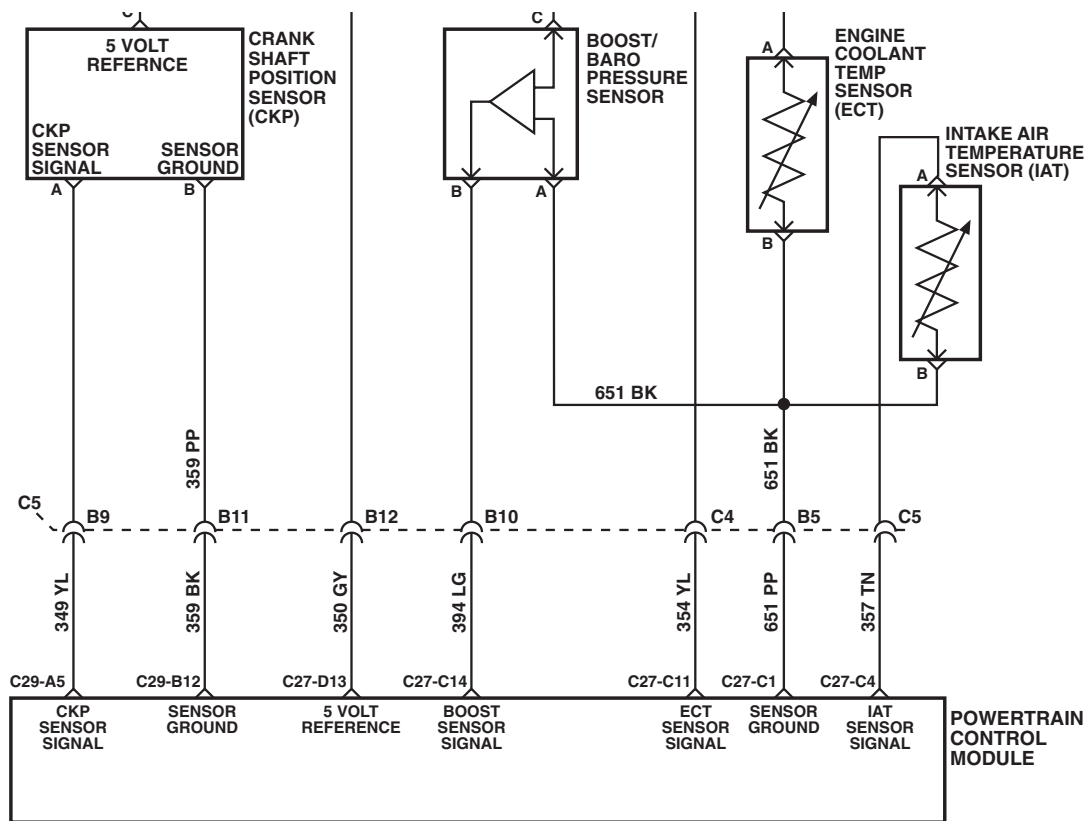 C
5 VOLT
REFERNCE
CKP
SENSOR
SIGNAL
SENSOR
GROUND
A
B
CRANK
SHAFT
POSITION
SENSOR
(CKP)
C
B
A
BOOST/
BARO
PRESSURE
SENSOR
A
B
ENGINE
COOLANT
TEMP
SENSOR
(ECT)
INTAKE AIR
TEMPERATURE
SENSOR (IAT)
A
B
651 BK
359 PP
651 BK
C5
B9
B11
B12
B10
C4
B5
C5
349 YL
359 BK
350 GY
394 LG
354 YL
651 PP
357 TN
C29-A5
C29-B12
C27-D13
C27-C14
C27-C11
C27-C1
C27-C4
CKP
SENSOR
SIGNAL
SENSOR
GROUND
5 VOLT
REFERENCE
BOOST
SENSOR
SIGNAL
ECT
SENSOR
SIGNAL
SENSOR
GROUND
IAT
SENSOR
SIGNAL
POWERTRAIN
CONTROL
MODULE